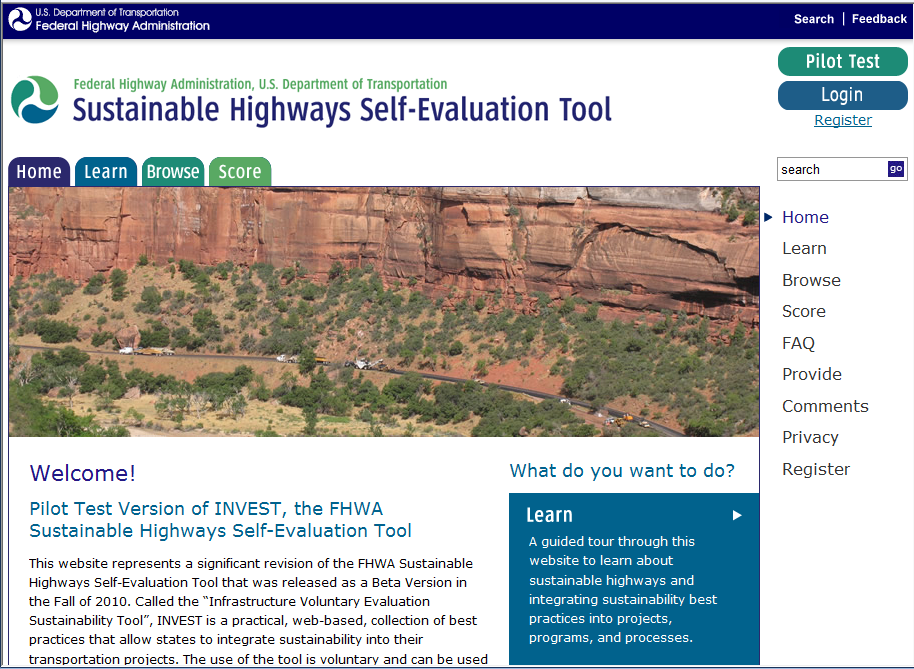 U.S. Department of Transportation
Federal Highway Administration
Search | Feedback
Federal Highway Administration, U.S. Department of Transportation
Sustainable Highways Self-Evaluation Tool
Pilot Test
Login
Register
Home Learn Browse Score
search go
Home
Learn
Browse
Score
FAQ
Provide
Comments
Privacy
Register
Welcome!
Pilot Test Version of INVEST, the FHWA
Sustainable Highways Self-Evaluation Tool
This website represents a significant revision of the FHWA Sustainable
Highways Self-Evaluation Tool that was released as a Beta Version in
the Fall of 2010. Called the “Infrastructure Voluntary Evaluation
Sustainability Tool”, INVEST is a practical, web-based, collection of best
practices that allow states to integrate sustainability into their
transportation projects. The use of the tool is voluntary and can be used
What do you want to do?
Learn
A guided tour through this
website to learn about
sustainable highways and
integrating sustainability best
practices into projects,
programs, and processes.